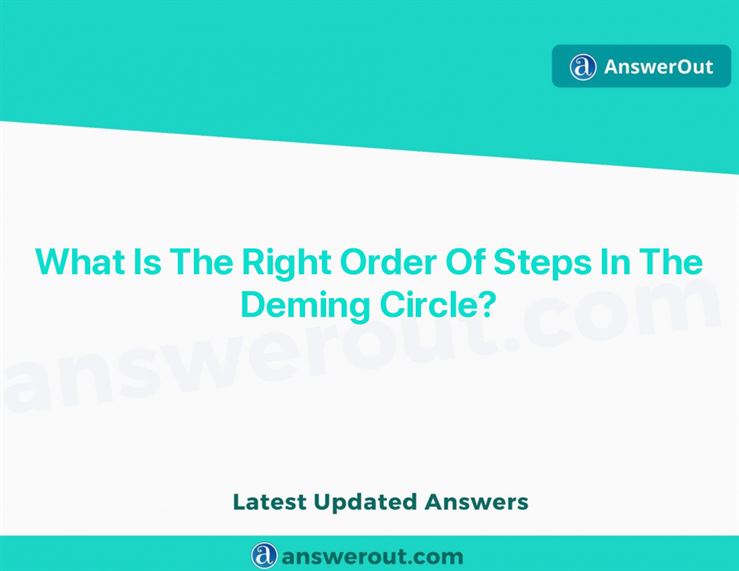 AnswerOut
What Is The Right Order Of Steps In The
Deming Circle?
answerout.com
Latest Updated Answers
answerout.com